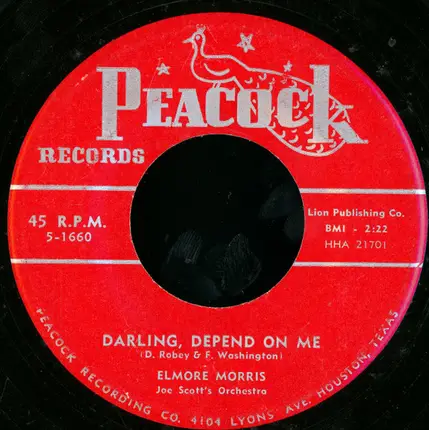 PEACOCK
RECORDS
45 R.P.M.
5-1660
Lion Publishing Co.
BMI - 2:22
HHA 21701
DARLING, DEPEND ON ME
(D. Robey & F. Washington)
ELMORE MORRIS
Joe Scott's Orchestra
PEACOCK RECORDING CO. 4104 LYONS AVE. HOUSTON, TEXAS